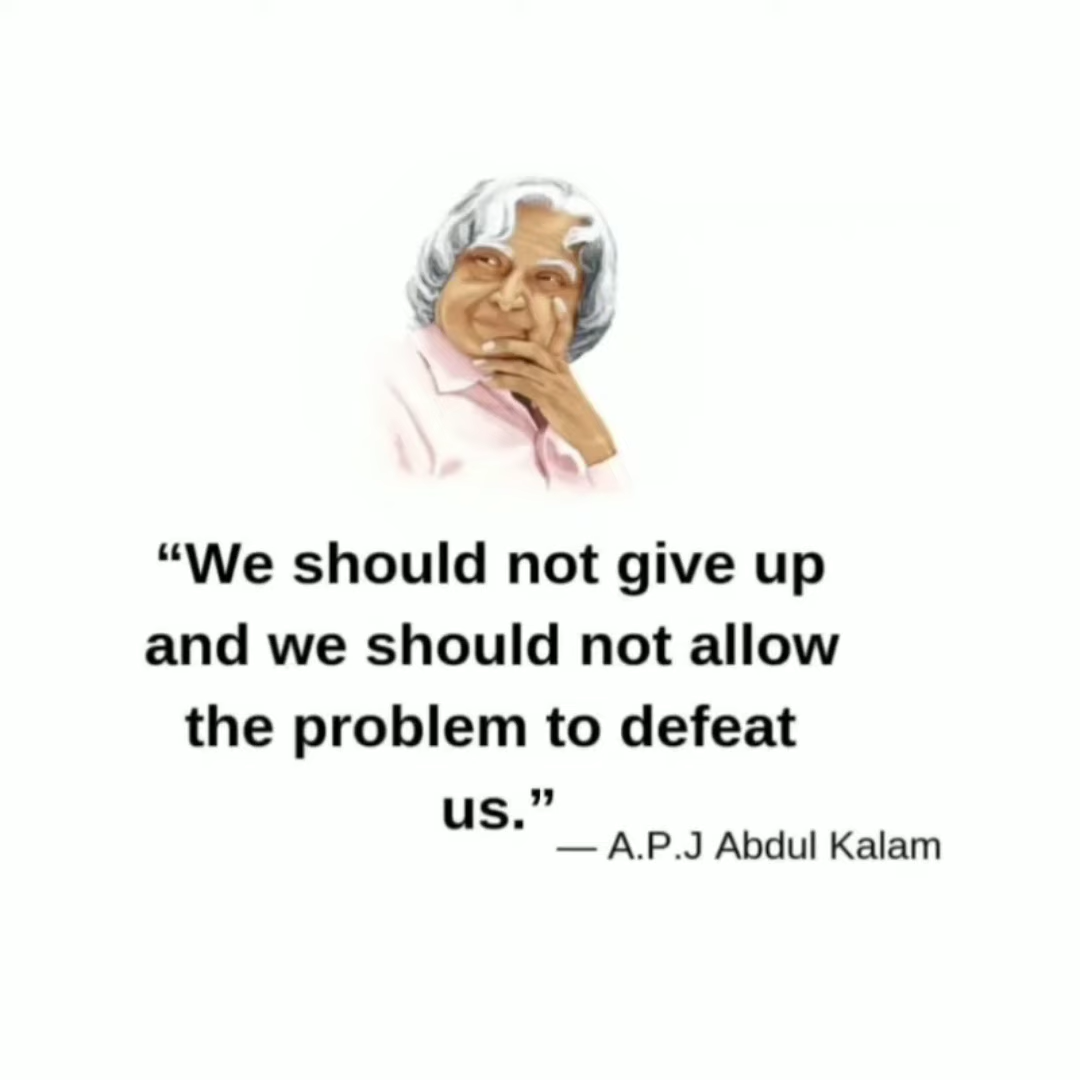 “We should not give up
and we should not allow
the problem to defeat
us.”
— A.P.J Abdul Kalam